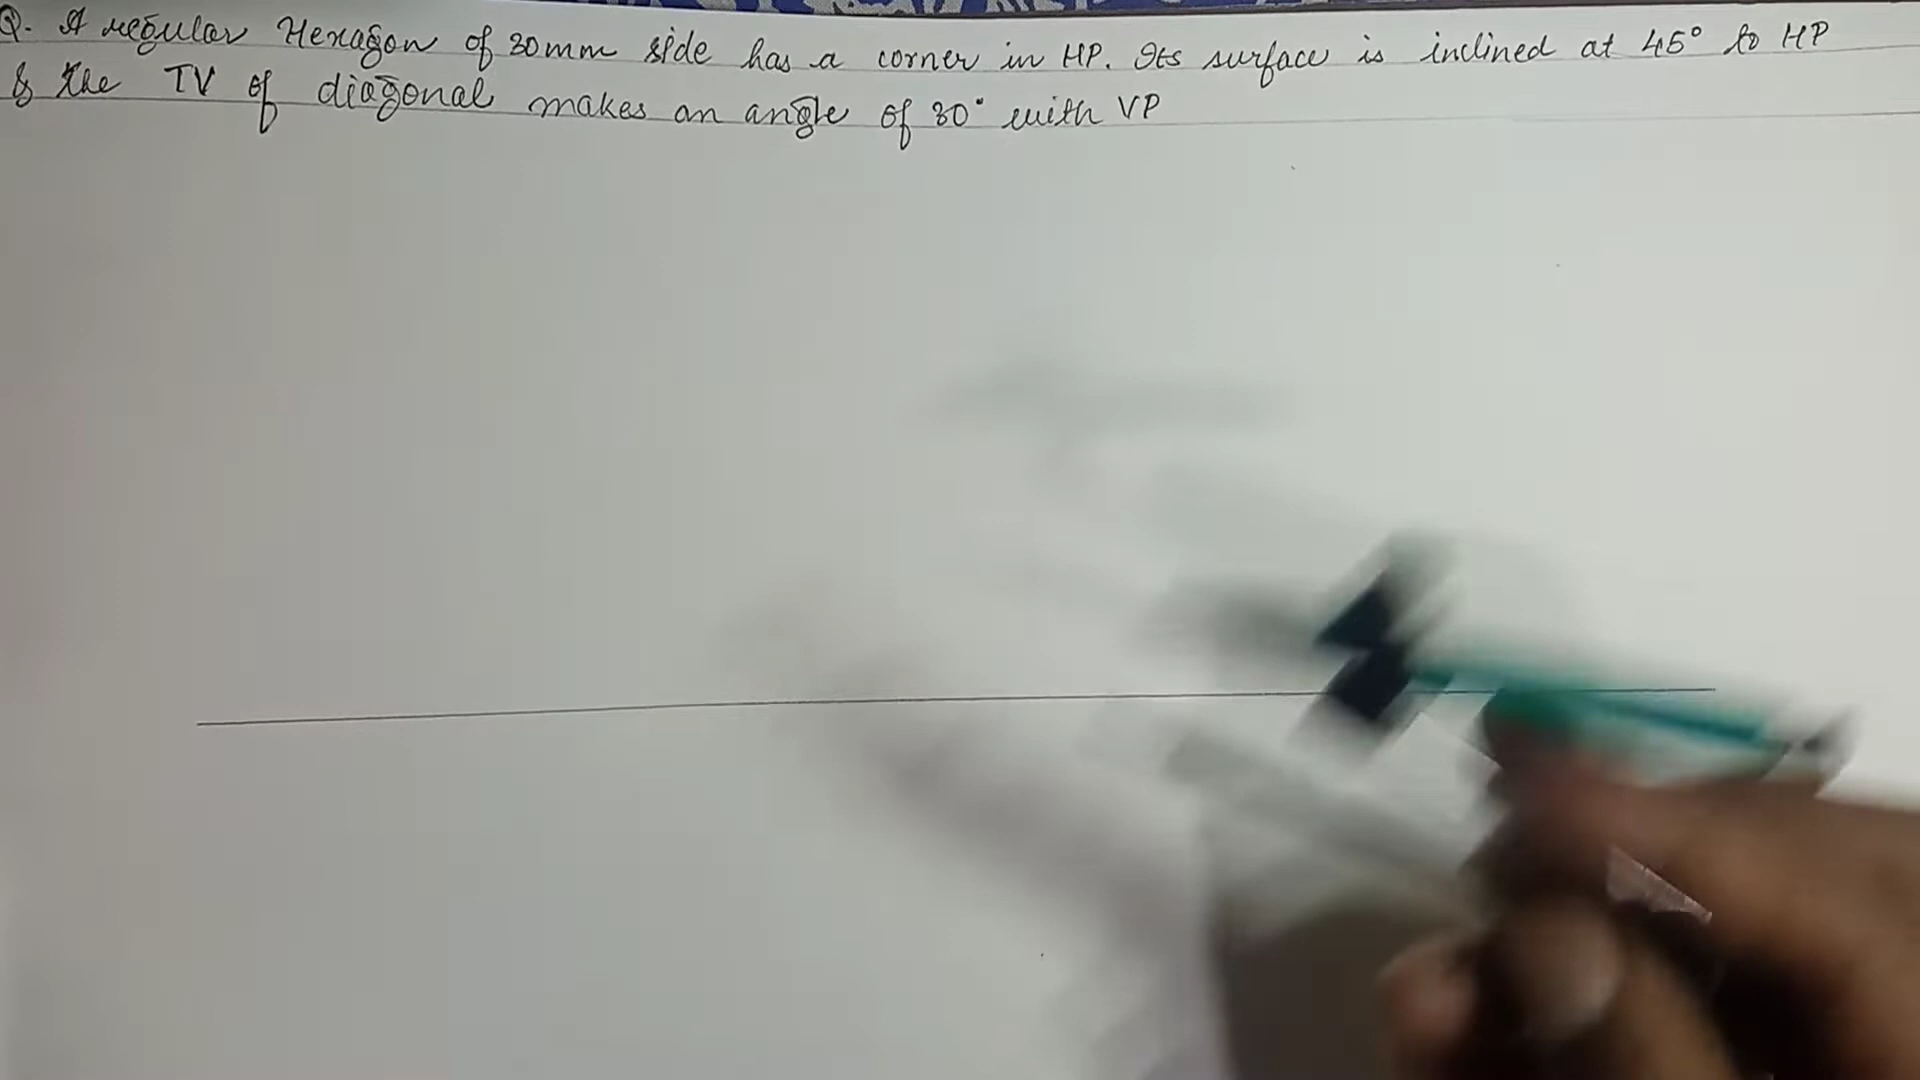 Q. A regular Hexagon of 30mm side has a corner in HP. Its surface is inclined at 45° to HP
& the TV of diagonal makes an angle of 30° with VP